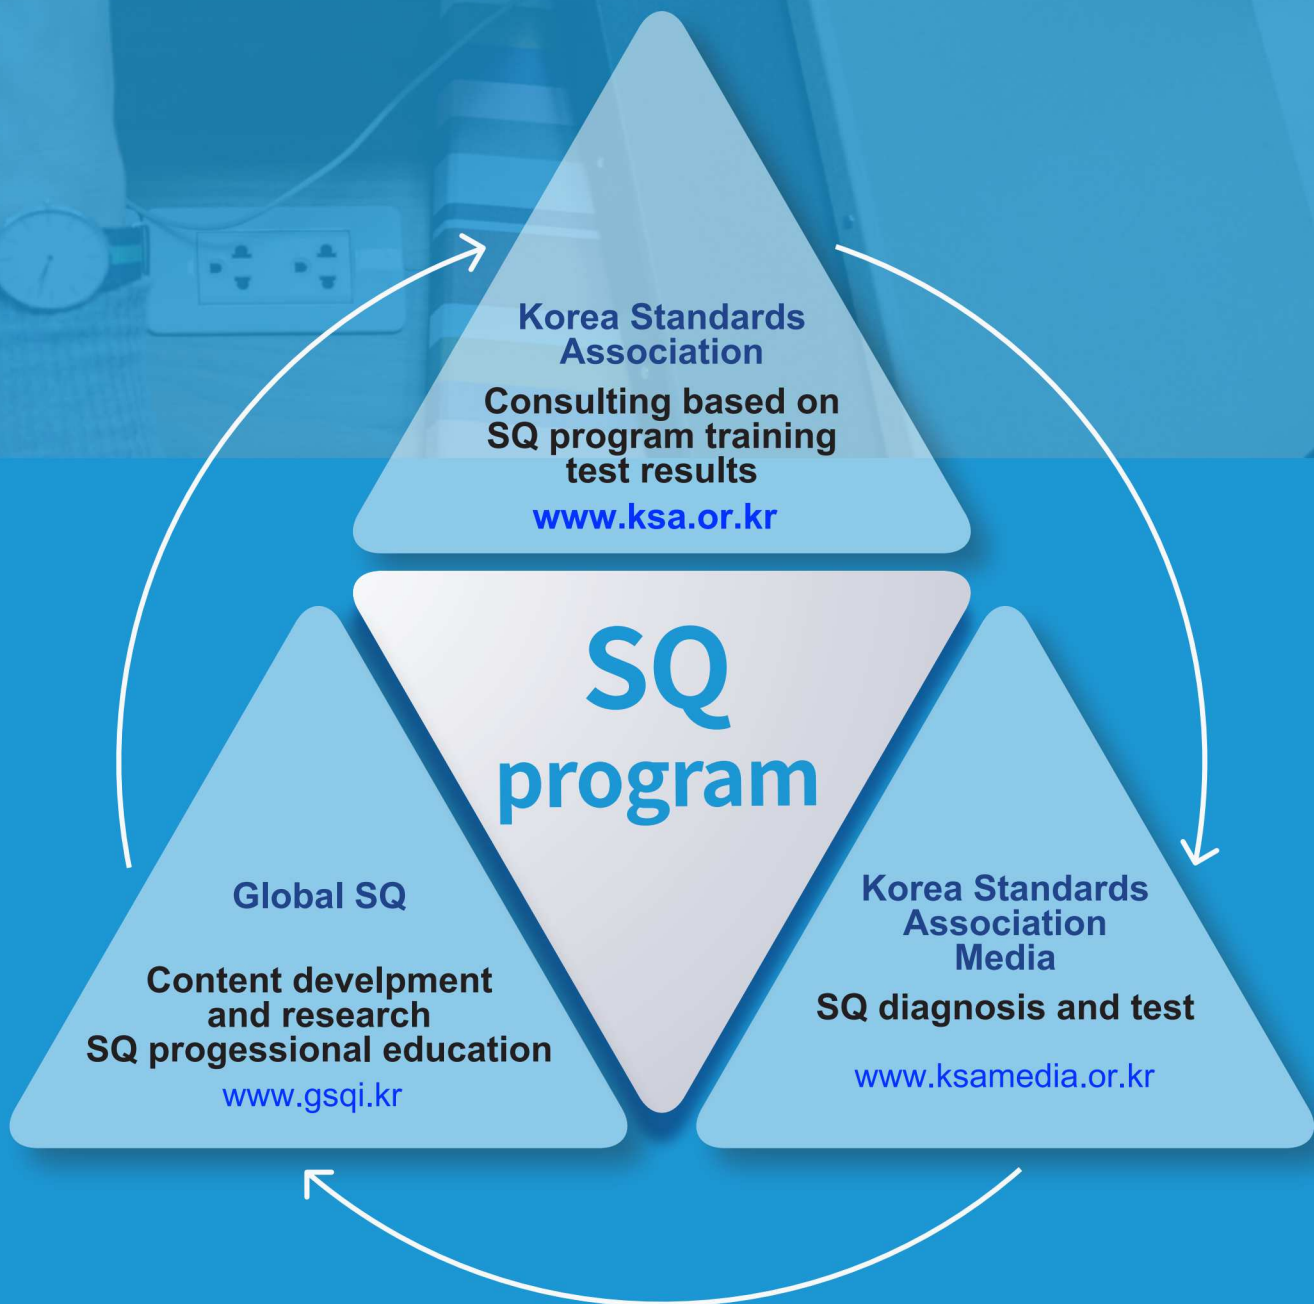 Korea Standards
Association
Consulting based on
SQ program training
test results
www.ksa.or.kr
SQ
program
Global SQ
Content develpment
and research
SQ progessional education
www.gsqi.kr
Korea Standards
Association
Media
SQ diagnosis and test
www.ksamedia.or.kr